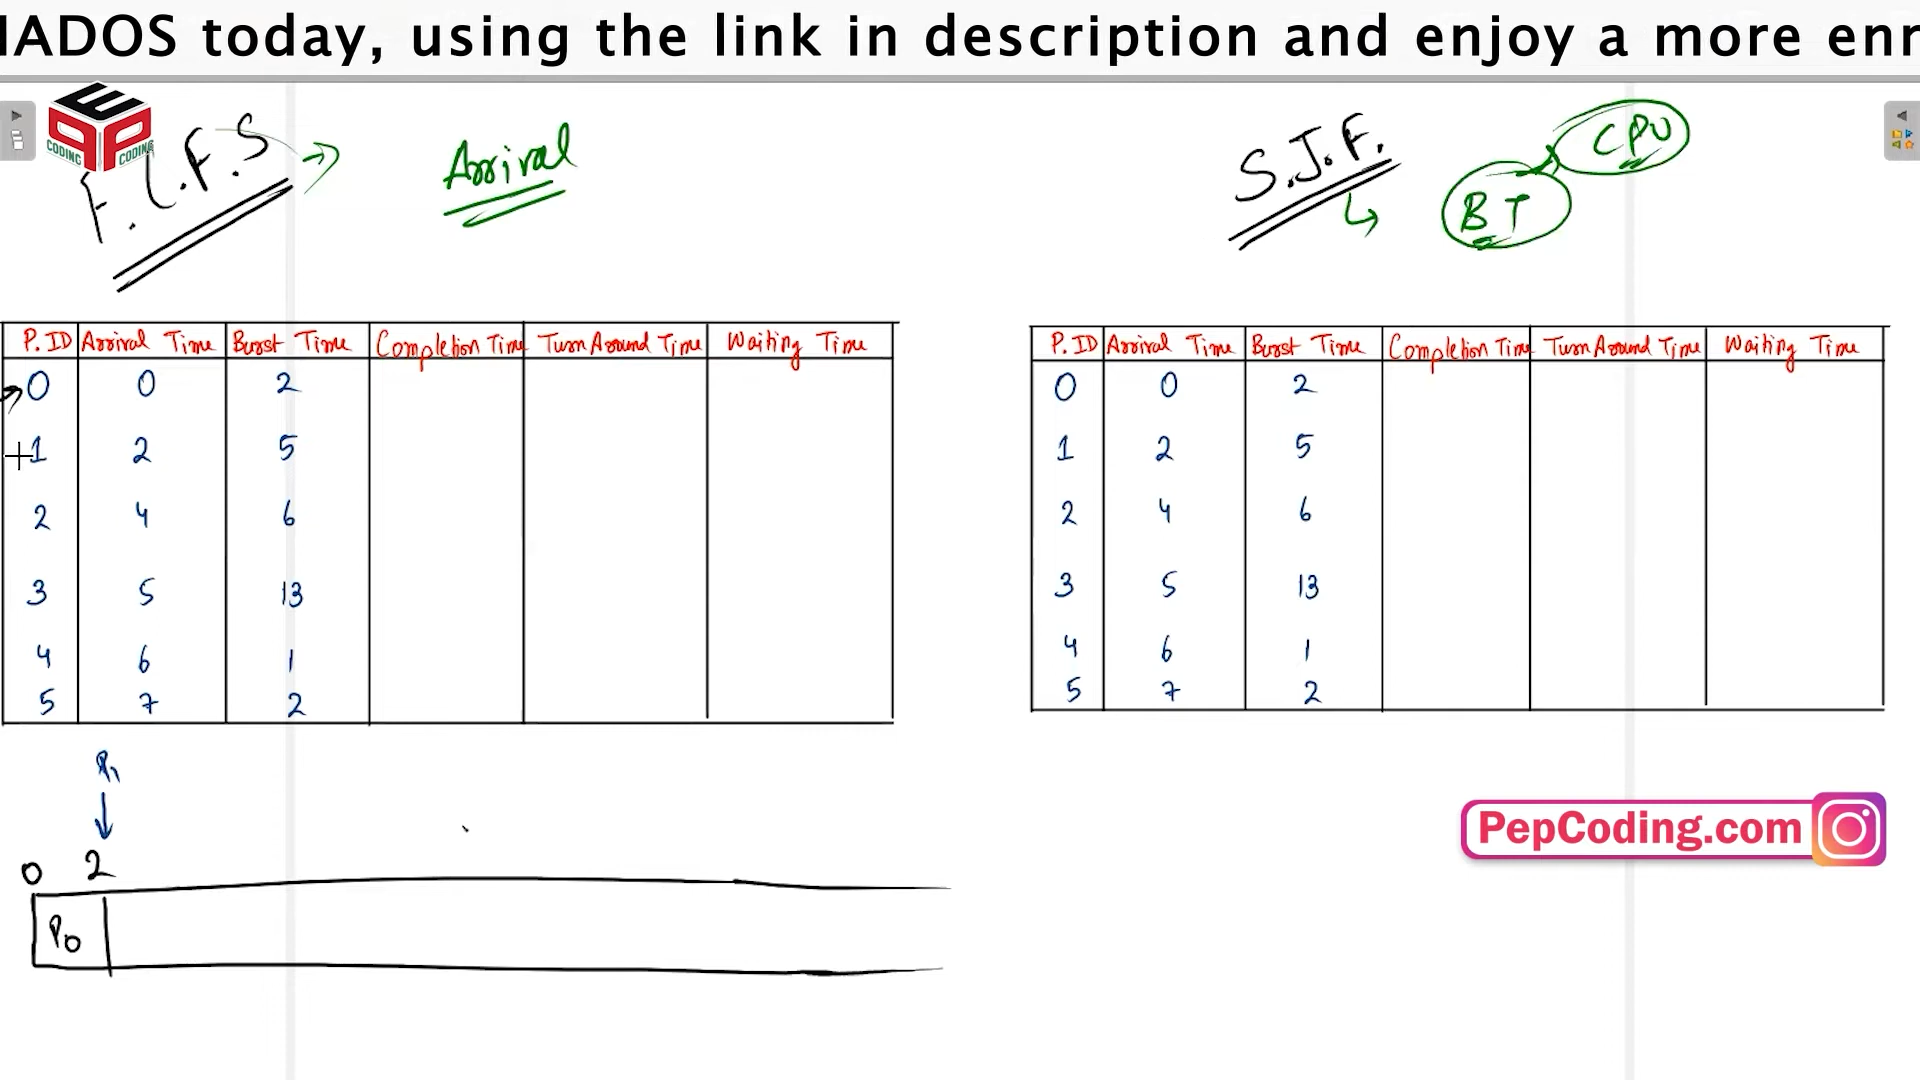 IADOS today, using the link in description and enjoy a more enr
CODING CODING
F.C.F.S → Arrival
S.J.F.
CPU
BT
P.ID Arrival Time Burst Time Completion Time Turn Around Time Waiting Time
0 0 2
1 2 5
2 4 6
3 5 13
4 6 1
5 7 2
P.ID Arrival Time Burst Time Completion Time Turn Around Time Waiting Time
0 0 2
1 2 5
2 4 6
3 5 13
4 6 1
5 7 2
P1
0 2
P0
PepCoding.com